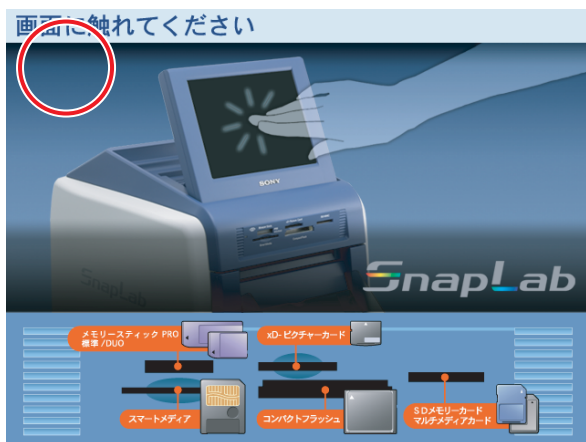 画面に触れてください
SONY
SnapLab
SnapLab
メモリースティック PRO
標準 /DUO
xD-ピクチャーカード
スマートメディア
コンパクトフラッシュ
SDメモリーカード
マルチメディアカード